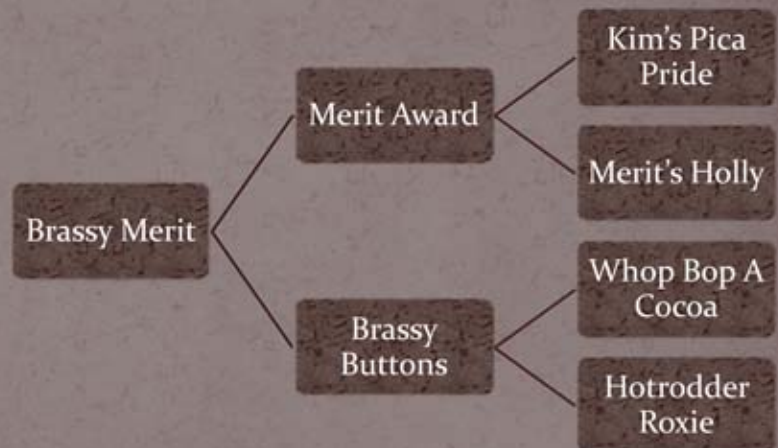 Brassy Merit
Merit Award
Brassy
Buttons
Kim's Pica
Pride
Merit's Holly
Whop Bop A
Cocoa
Hotrodder
Roxie